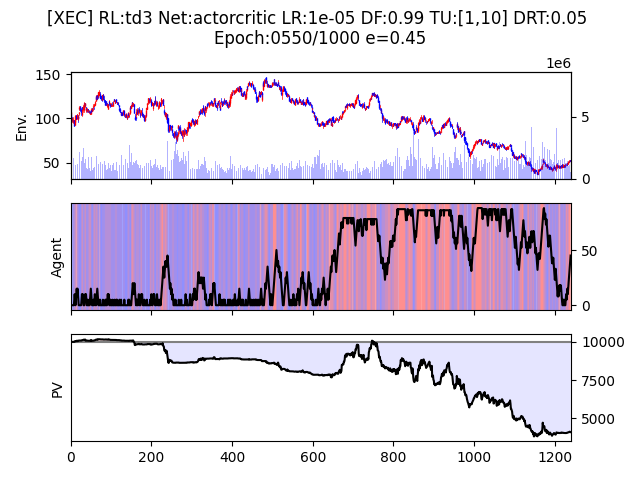 [XEC] RL:td3 Net:actorcritic LR:1e-05 DF:0.99 TU:[1,10] DRT:0.05
Epoch:0550/1000 e=0.45
1e6
150
100
50
Env.
5
0
Agent
50
0
PV
10000
7500
5000
0 200 400 600 800 1000 1200